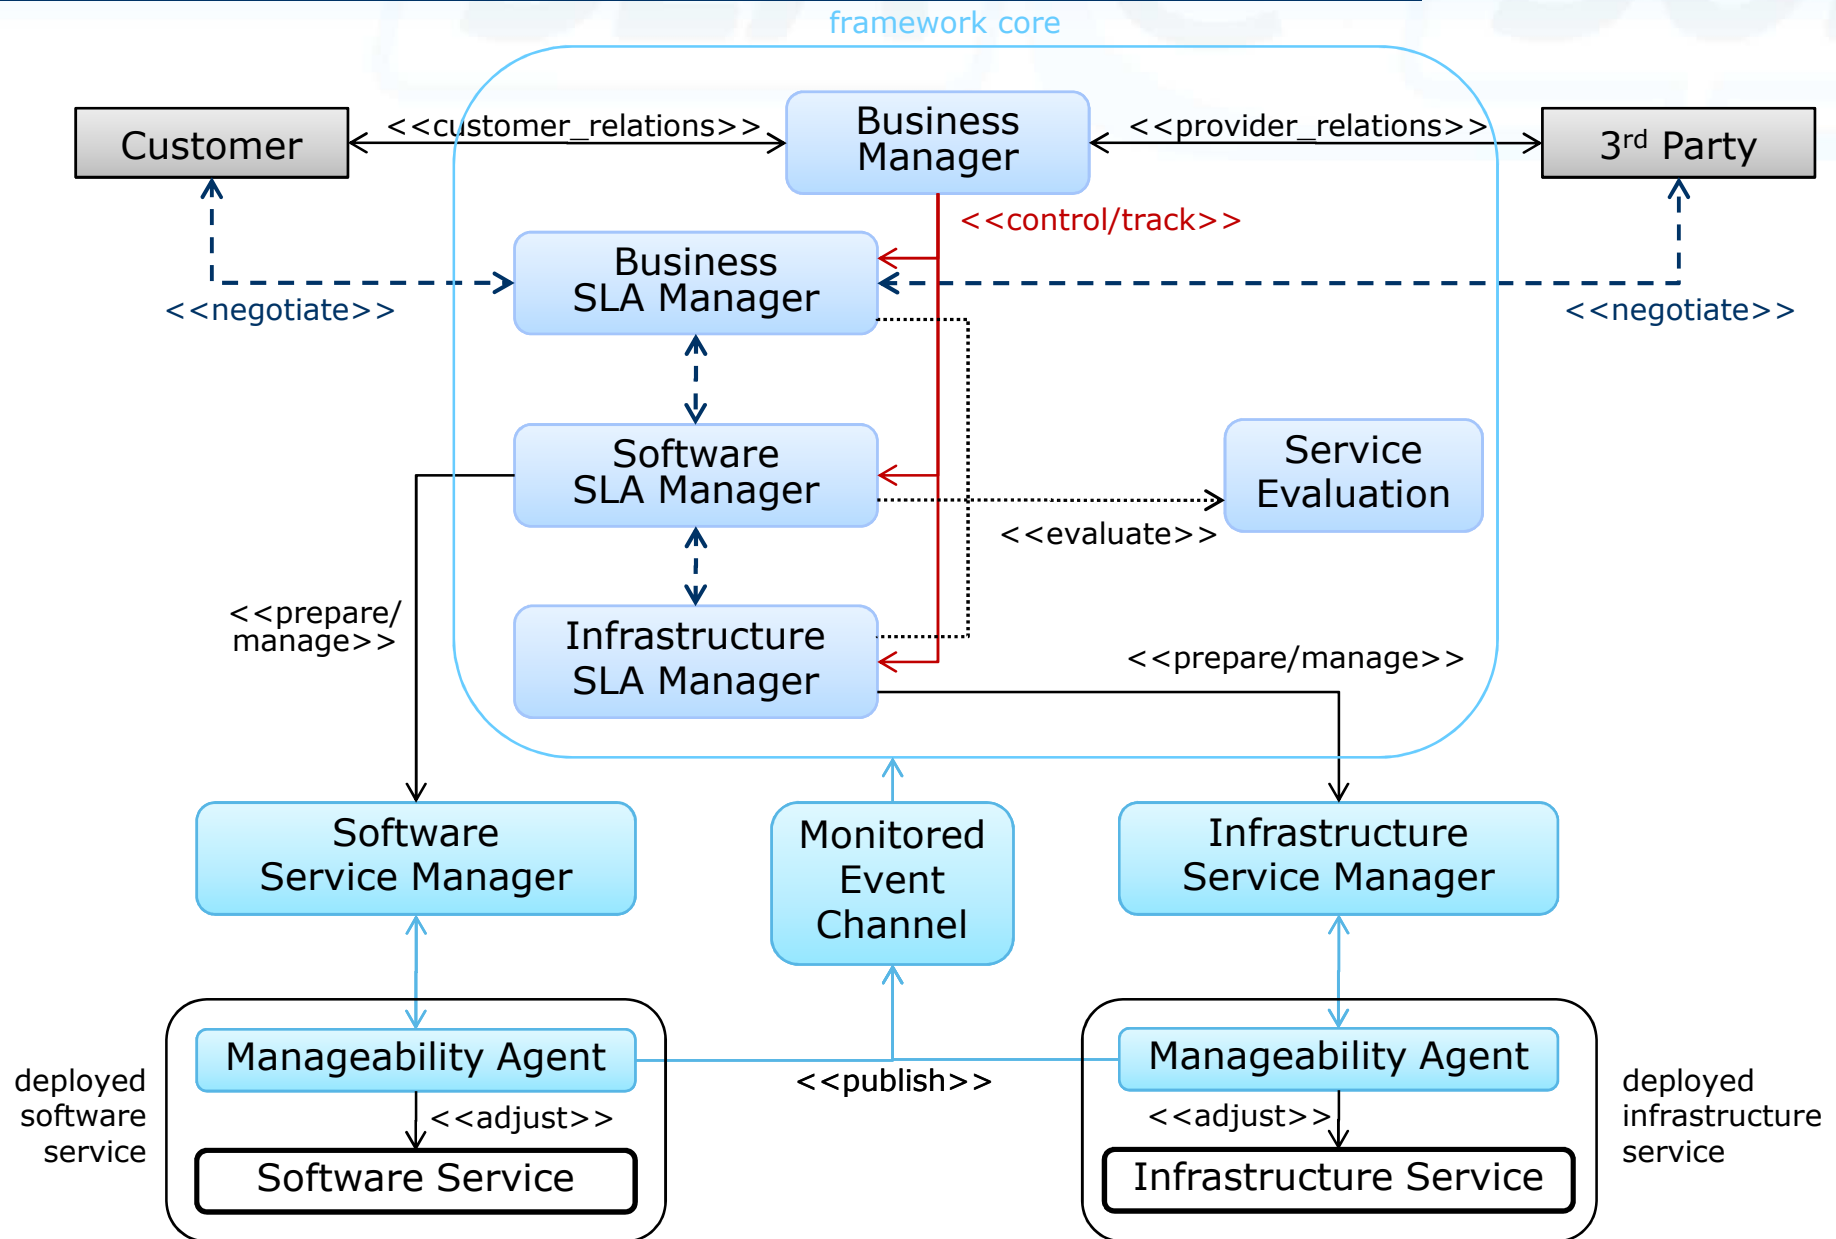 framework core
Customer
<<customer_relations>>
Business
Manager
<<provider_relations>>
3rd Party
<<control/track>>
Business
SLA Manager
<<negotiate>>
<<negotiate>>
Software
SLA Manager
Service
Evaluation
<<evaluate>>
<<prepare/
manage>>
Infrastructure
SLA Manager
<<prepare/manage>>
Software
Service Manager
Monitored
Event
Channel
Infrastructure
Service Manager
deployed
software
service
Manageability Agent
<<adjust>>
Software Service
<<publish>>
Manageability Agent
<<adjust>>
Infrastructure Service
deployed
infrastructure
service